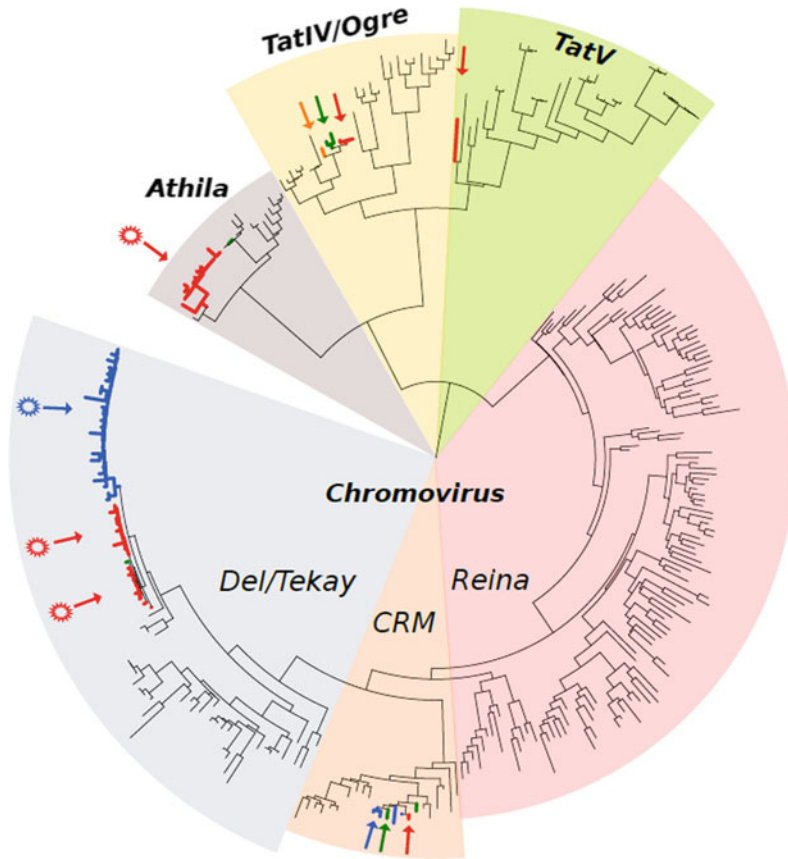 TatIV/Ogre
TatV
Athila
Chromovirus
Del/Tekay
Reina
CRM